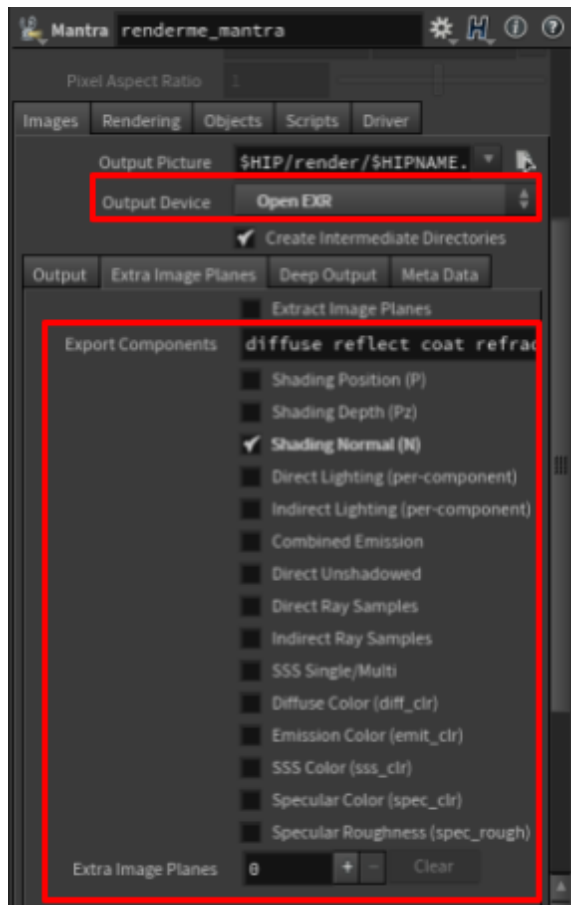 Mantra renderme_mantra
Pixel Aspect Ratio 1
Images Rendering Objects Scripts Driver
Output Picture $HIP/render/$HIPNAME.
Output Device Open EXR
Create Intermediate Directories
Output Extra Image Planes Deep Output Meta Data
Extract Image Planes
Export Components diffuse reflect coat refrac
Shading Position (P)
Shading Depth (Pz)
Shading Normal (N)
Direct Lighting (per-component)
Indirect Lighting (per-component)
Combined Emission
Direct Unshadowed
Direct Ray Samples
Indirect Ray Samples
SSS Single/Multi
Diffuse Color (diff_clr)
Emission Color (emit_clr)
SSS Color (sss_clr)
Specular Color (spec_clr)
Specular Roughness (spec_rough)
Extra Image Planes 0 + - Clear